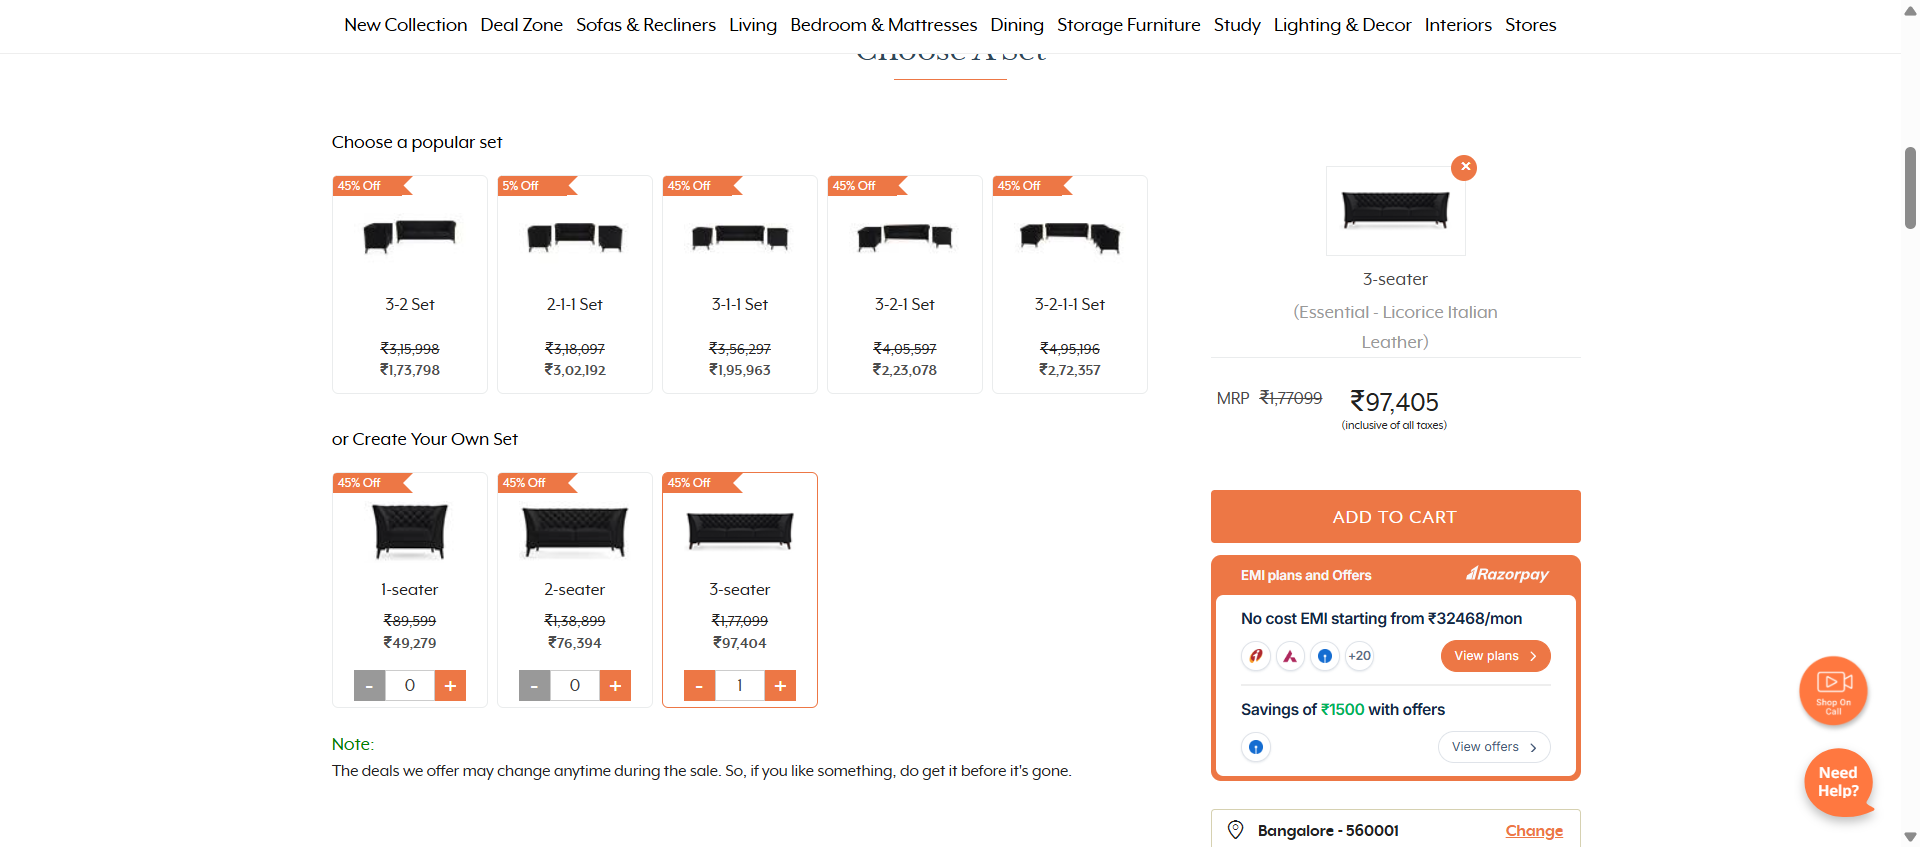 New Collection Deal Zone Sofas & Recliners Living Bedroom & Mattresses Dining Storage Furniture Study Lighting & Decor Interiors Stores
Choose A Set
Choose a popular set
45% Off
3-2 Set
₹3,15,998
₹1,73,798
5% Off
2-1-1 Set
₹3,18,097
₹3,02,192
45% Off
3-1-1 Set
₹3,56,297
₹1,95,963
45% Off
3-2-1 Set
₹4,05,597
₹2,23,078
45% Off
3-2-1-1 Set
₹4,95,196
₹2,72,357
or Create Your Own Set
45% Off
1-seater
₹89,599
₹49,279
- 0 +
45% Off
2-seater
₹1,38,899
₹76,394
- 0 +
45% Off
3-seater
₹1,77,099
₹97,404
- 1 +
Note:
The deals we offer may change anytime during the sale. So, if you like something, do get it before it's gone.
3-seater
(Essential - Licorice Italian
Leather)
MRP ₹1,77099 ₹97,405
(inclusive of all taxes)
ADD TO CART
EMI plans and Offers Razorpay
No cost EMI starting from ₹32468/mon
+20 View plans
Savings of ₹1500 with offers
View offers
Bangalore - 560001 Change
Shop On
Call
Need
Help?